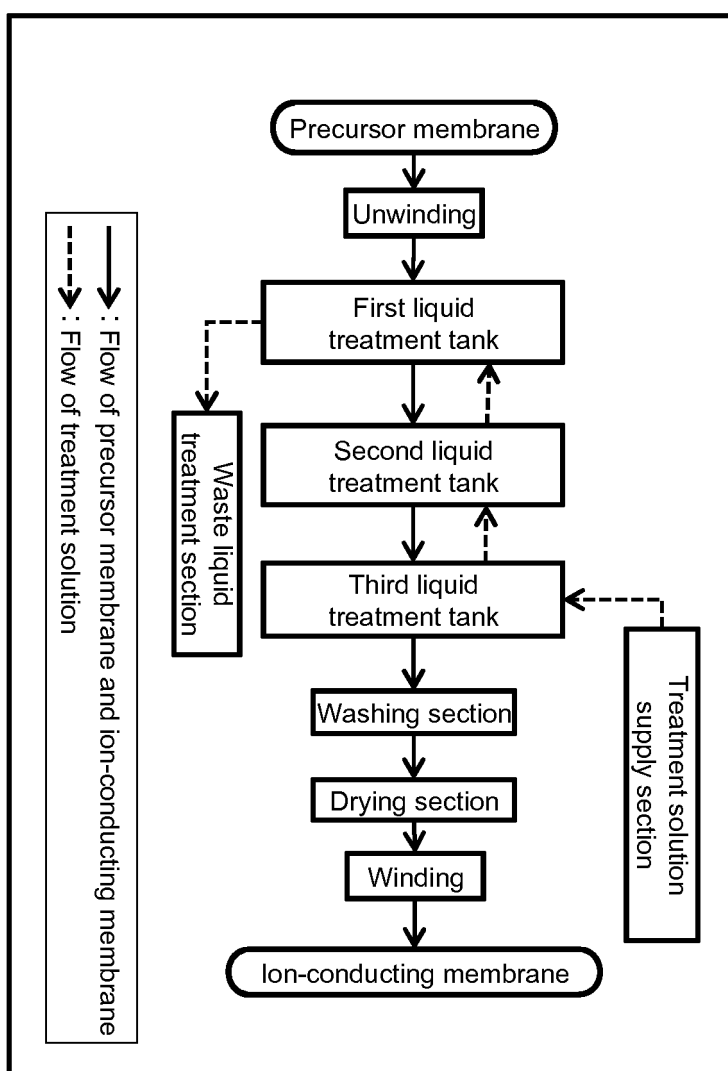 Precursor membrane
Unwinding
First liquid
treatment tank
Second liquid
treatment tank
Third liquid
treatment tank
Washing section
Drying section
Winding
Ion-conducting membrane
Waste liquid
treatment section
Treatment solution
supply section
: Flow of precursor membrane and ion-conducting membrane
: Flow of treatment solution